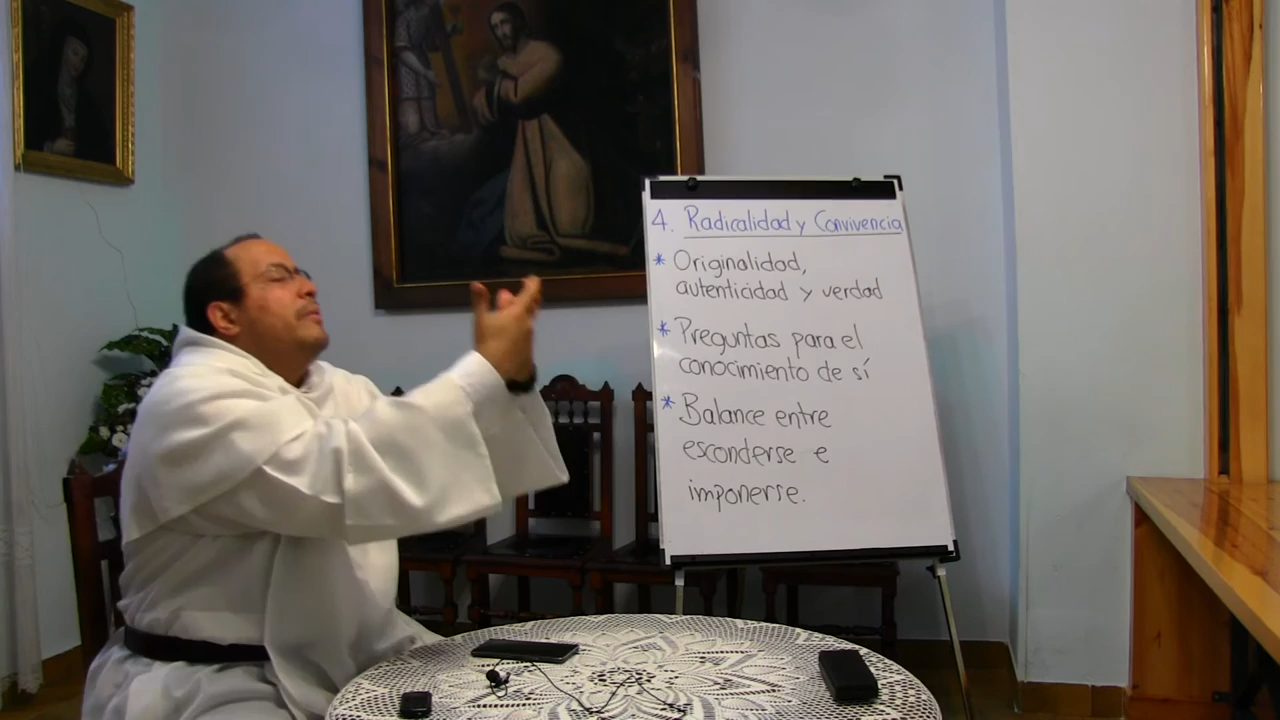 4. Radicalidad y Convivencia
* Originalidad,
autenticidad y verdad
* Preguntas para el
conocimiento de sí
* Balance entre
esconderse e
imponerse.